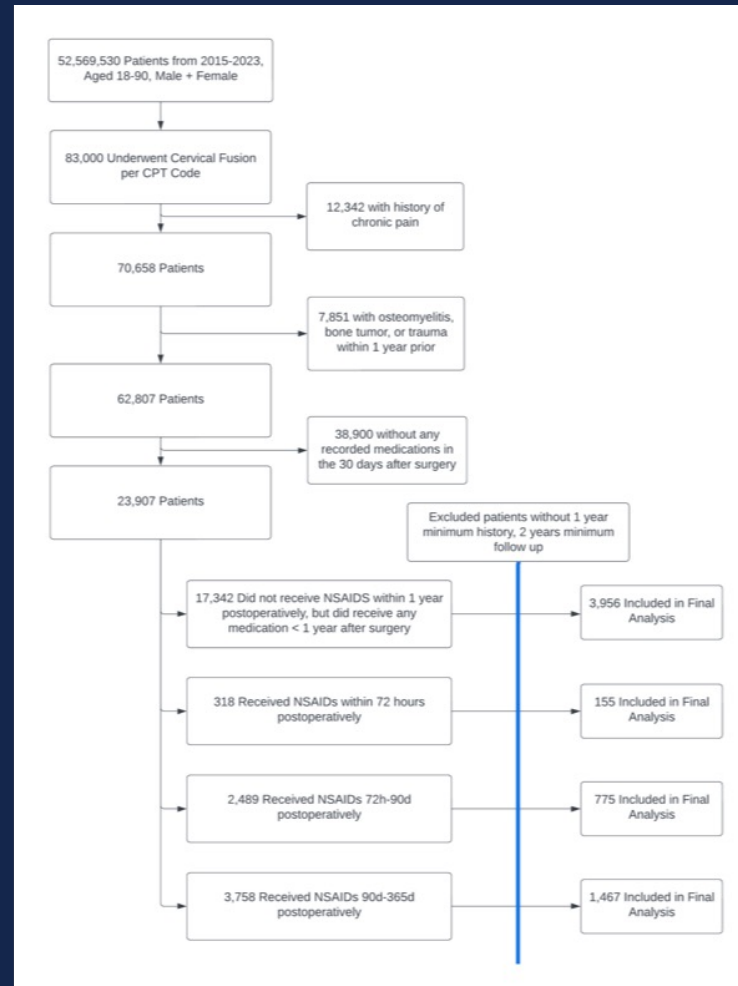 52,569,530 Patients from 2015-2023,
Aged 18-90, Male + Female
83,000 Underwent Cervical Fusion
per CPT Code
12,342 with history of
chronic pain
70,658 Patients
7,851 with osteomyelitis,
bone tumor, or trauma
within 1 year prior
62,807 Patients
38,900 without any
recorded medications in
the 30 days after surgery
23,907 Patients
Excluded patients without 1 year
minimum history, 2 years minimum
follow up
17,342 Did not receive NSAIDS within 1 year
postoperatively, but did receive any
medication < 1 year after surgery
3,956 Included in Final
Analysis
318 Received NSAIDs within 72 hours
postoperatively
155 Included in Final
Analysis
2,489 Received NSAIDs 72h-90d
postoperatively
775 Included in Final
Analysis
3,758 Received NSAIDs 90d-365d
postoperatively
1,467 Included in Final
Analysis